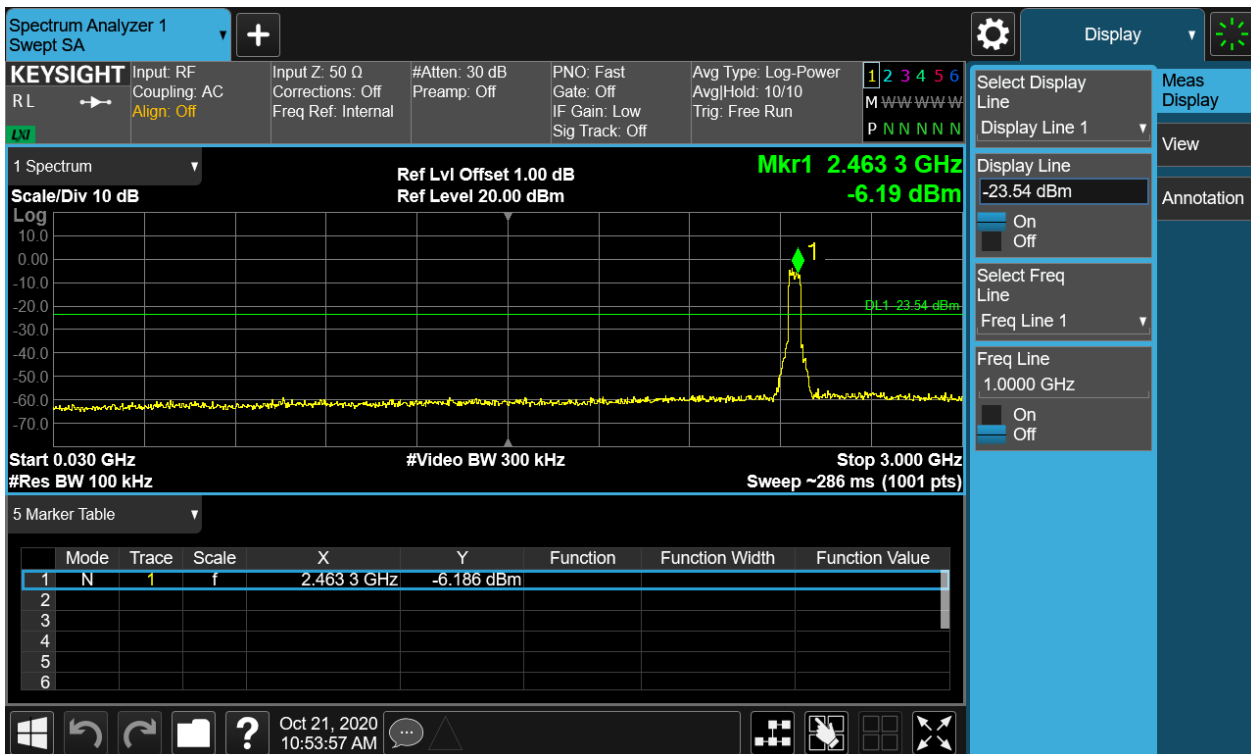 Spectrum Analyzer 1
Swept SA
Display
KEYSIGHT
RL
LXI
Input: RF
Coupling: AC
Align: Off
Input Z: 50 Ω
Corrections: Off
Freq Ref: Internal
#Atten: 30 dB
Preamp: Off
PNO: Fast
Gate: Off
IF Gain: Low
Sig Track: Off
Avg Type: Log-Power
Avg|Hold: 10/10
Trig: Free Run
1 2 3 4 5 6
M W W W W W
P N N N N N
1 Spectrum
Scale/Div 10 dB
Ref Lvl Offset 1.00 dB
Ref Level 20.00 dBm
Mkr1 2.463 3 GHz
-6.19 dBm
Log
10.0
0.00
-10.0
-20.0
-30.0
-40.0
-50.0
-60.0
-70.0
1
DL1 -23.54 dBm
Start 0.030 GHz
#Res BW 100 kHz
#Video BW 300 kHz
Stop 3.000 GHz
Sweep ~286 ms (1001 pts)
5 Marker Table
Mode Trace Scale X Y Function Function Width Function Value
1 N 1 f 2.463 3 GHz -6.186 dBm
2
3
4
5
6
Select Display
Line
Display Line 1
Display Line
-23.54 dBm
On
Off
Select Freq
Line
Freq Line 1
Freq Line
1.0000 GHz
On
Off
Meas
Display
View
Annotation
?
Oct 21, 2020
10:53:57 AM